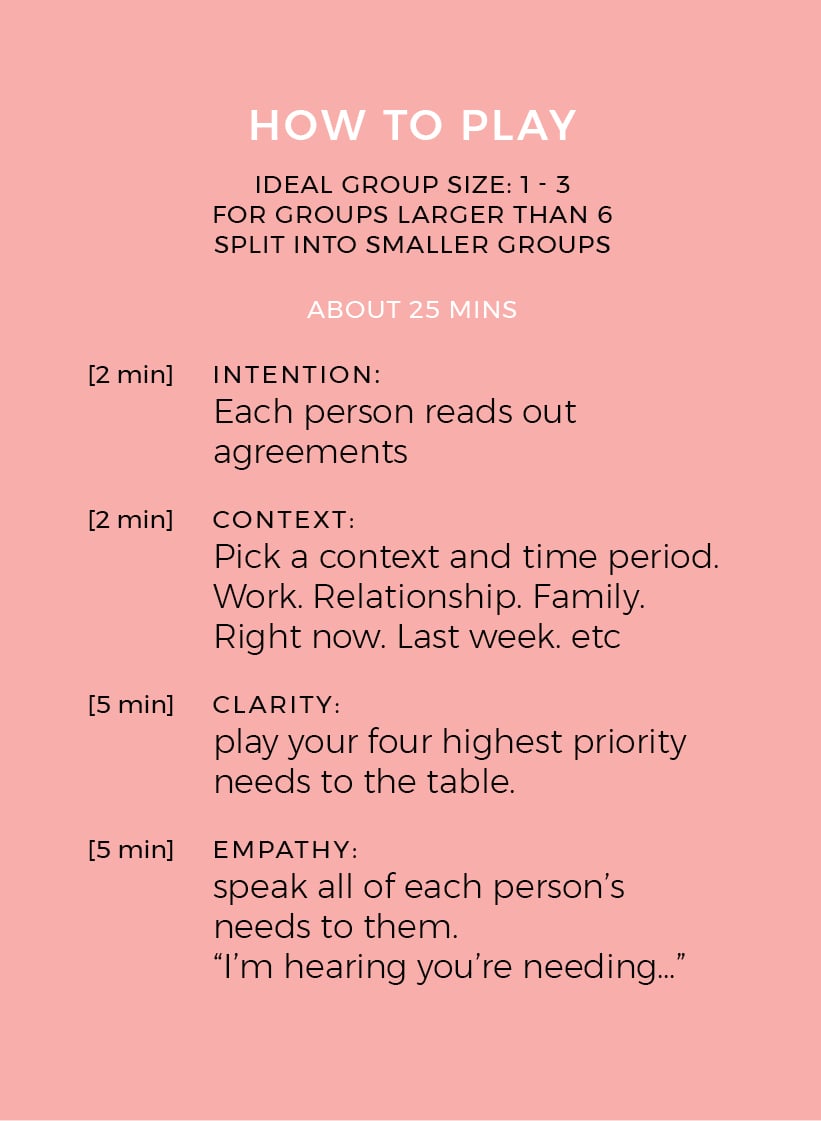 HOW TO PLAY
IDEAL GROUP SIZE: 1 - 3
FOR GROUPS LARGER THAN 6
SPLIT INTO SMALLER GROUPS
ABOUT 25 MINS
[2 min] INTENTION:
Each person reads out
agreements
[2 min] CONTEXT:
Pick a context and time period.
Work. Relationship. Family.
Right now. Last week. etc
[5 min] CLARITY:
play your four highest priority
needs to the table.
[5 min] EMPATHY:
speak all of each person’s
needs to them.
“I’m hearing you’re needing...”